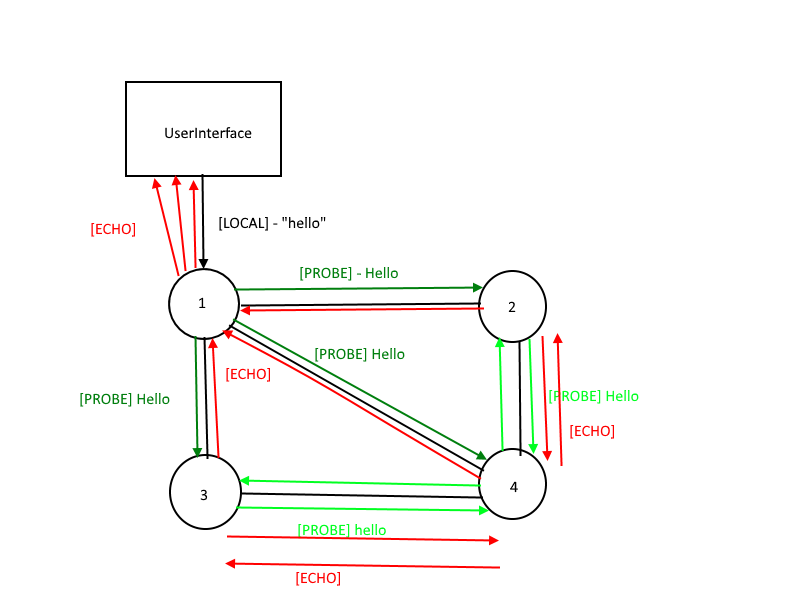 UserInterface
[ECHO]
[LOCAL] - "hello"
[PROBE] - Hello
1
2
[PROBE] Hello
[ECHO]
[PROBE] Hello
[PROBE] Hello
[ECHO]
3
4
[PROBE] hello
[ECHO]